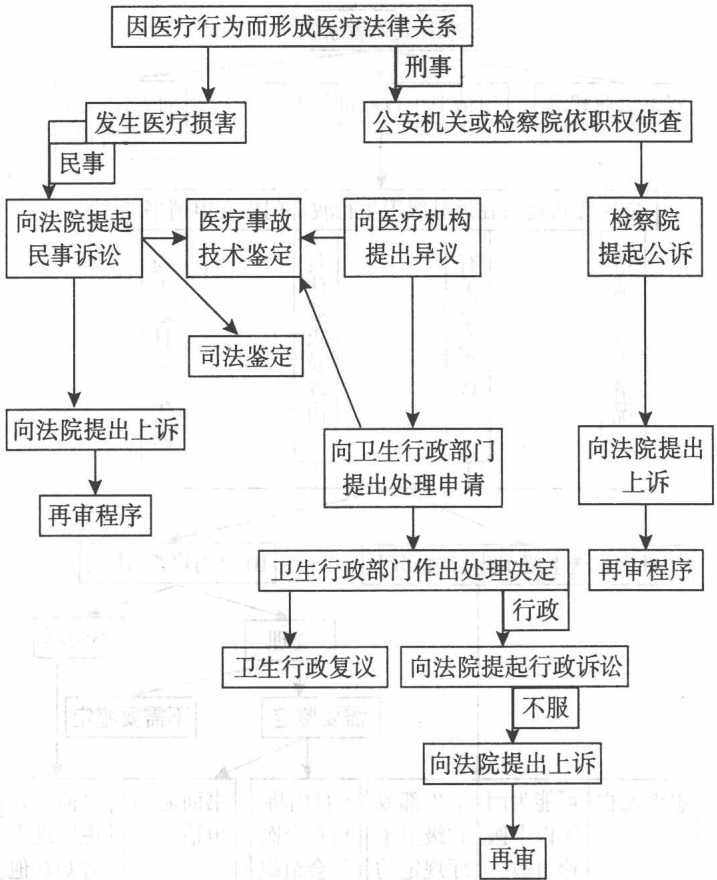 因医疗行为而形成医疗法律关系
刑事
发生医疗损害
公安机关或检察院依职权侦查
民事
向法院提起
民事诉讼
医疗事故
技术鉴定
向医疗机构
提出异议
检察院
提起公诉
司法鉴定
向法院提出上诉
向卫生行政部门
提出处理申请
向法院提出
上诉
再审程序
卫生行政部门作出处理决定
再审程序
行政
卫生行政复议
向法院提起行政诉讼
不服
向法院提出上诉
再审